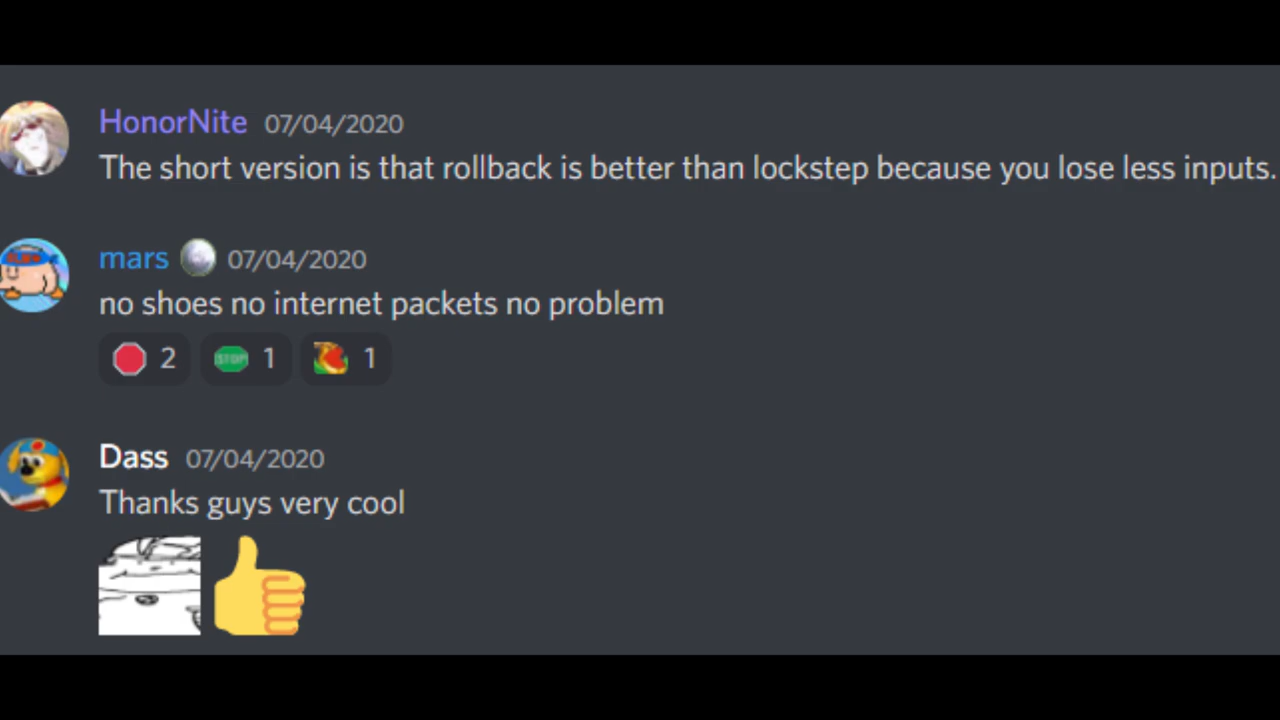 HonorNite 07/04/2020
The short version is that rollback is better than lockstep because you lose less inputs.
mars 07/04/2020
no shoes no internet packets no problem
2 STOP! 1 1
Dass 07/04/2020
Thanks guys very cool